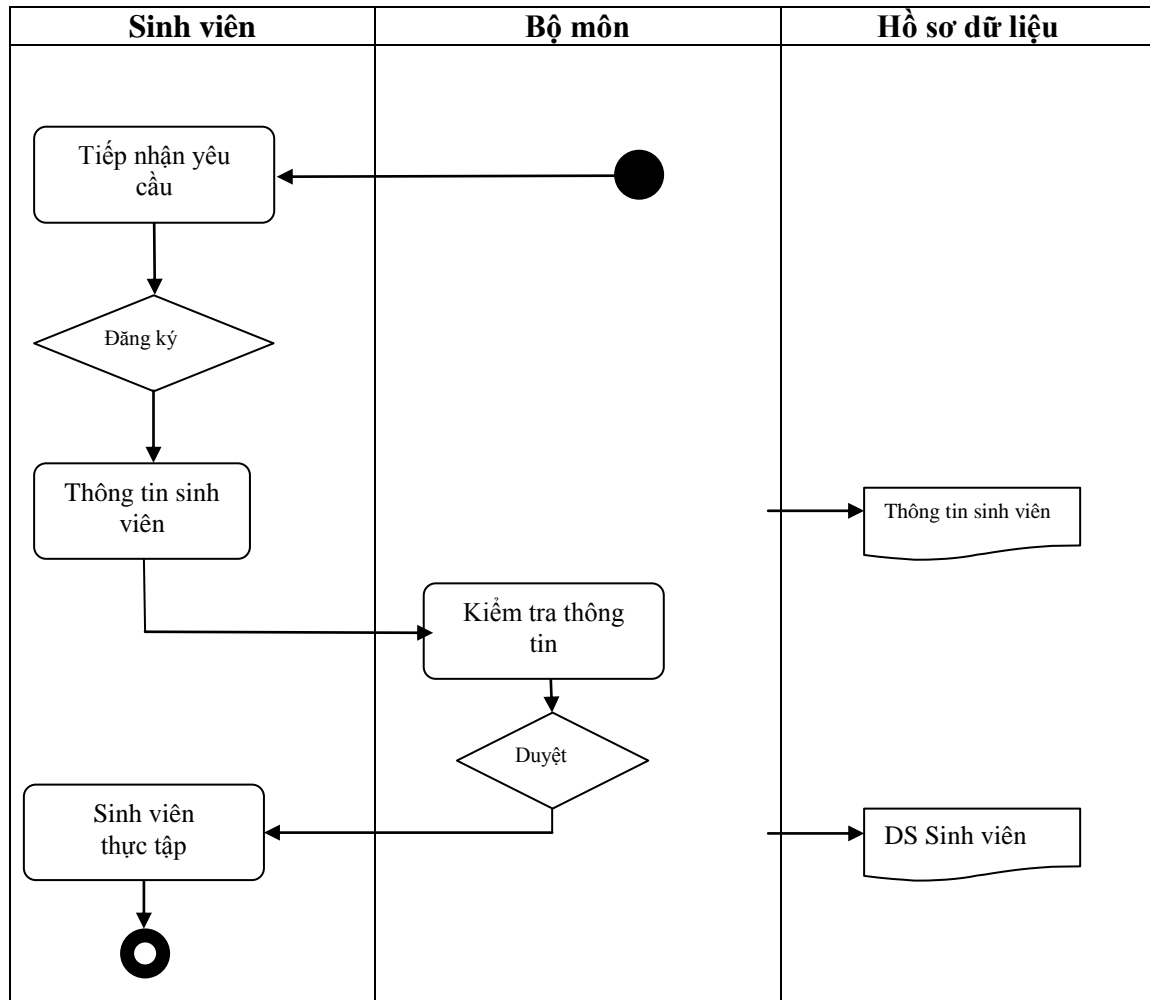 Sinh viên
Bộ môn
Hồ sơ dữ liệu
Tiếp nhận yêu
cầu
Đăng ký
Thông tin sinh
viên
Thông tin sinh viên
Kiểm tra thông
tin
Duyệt
Sinh viên
thực tập
DS Sinh viên